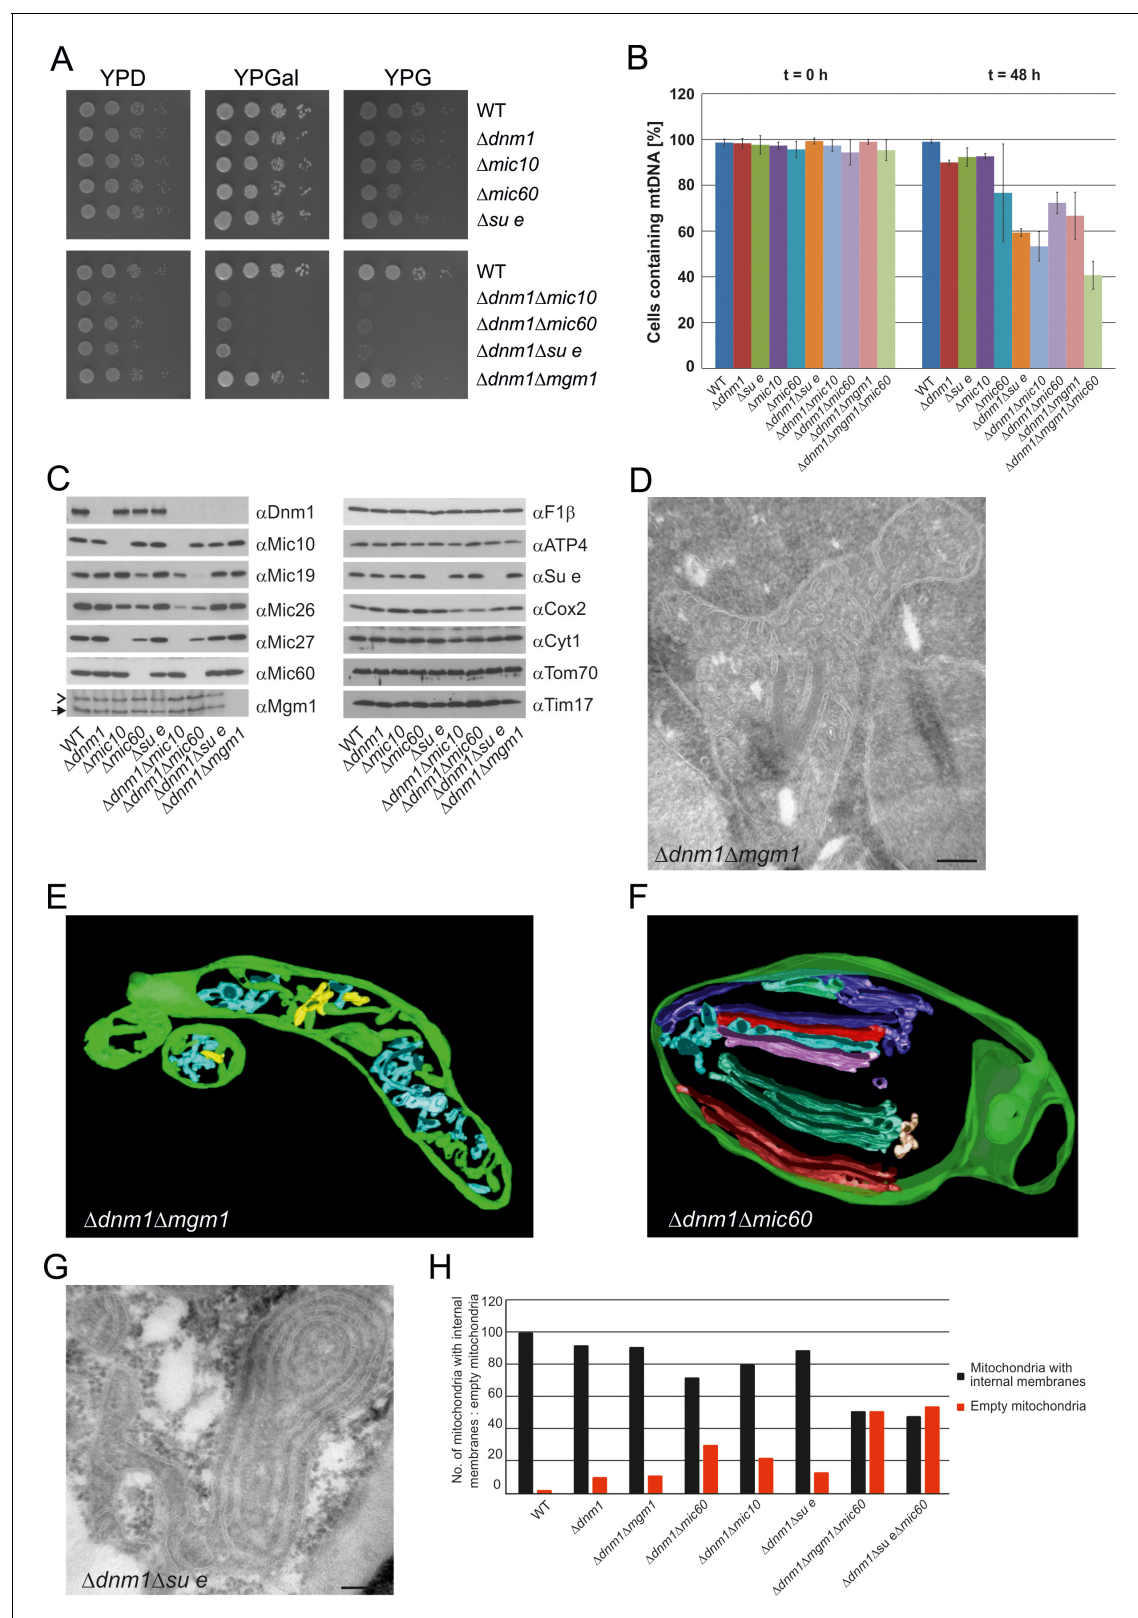 A
YPD YPGal YPG
WT
Δdnm1
Δmic10
Δmic60
Δsu e
WT
Δdnm1Δmic10
Δdnm1Δmic60
Δdnm1Δsu e
Δdnm1Δmgm1
B
t = 0 h t = 48 h
Cells containing mtDNA [%]
120
100
80
60
40
20
0
WT Δdnm1 Δsu e Δmic10 Δmic60 Δdnm1Δsu e Δdnm1Δmic10 Δdnm1Δmic60 Δdnm1Δmgm1 Δdnm1Δmgm1Δmic60
WT Δdnm1 Δsu e Δmic10 Δmic60 Δdnm1Δsu e Δdnm1Δmic10 Δdnm1Δmic60 Δdnm1Δmgm1 Δdnm1Δmgm1Δmic60
C
αDnm1
αMic10
αMic19
αMic26
αMic27
αMic60
αMgm1
WT Δdnm1 Δmic10 Δmic60 Δsu e Δdnm1Δmic10 Δdnm1Δmic60 Δdnm1Δsu e Δdnm1Δmgm1
αF1β
αATP4
αSu e
αCox2
αCyt1
αTom70
αTim17
WT Δdnm1 Δmic10 Δmic60 Δsu e Δdnm1Δmic10 Δdnm1Δmic60 Δdnm1Δsu e Δdnm1Δmgm1
D
Δdnm1Δmgm1
E
Δdnm1Δmgm1
F
Δdnm1Δmic60
G
Δdnm1Δsu e
H
No. of mitochondria with internal
membranes : empty mitochondria
120
100
80
60
40
20
0
WT Δdnm1 Δdnm1Δmgm1 Δdnm1Δmic60 Δdnm1Δmic10 Δdnm1Δsu e Δdnm1Δmgm1Δmic60 Δdnm1Δsu eΔmic60
Mitochondria with
internal membranes
Empty mitochondria